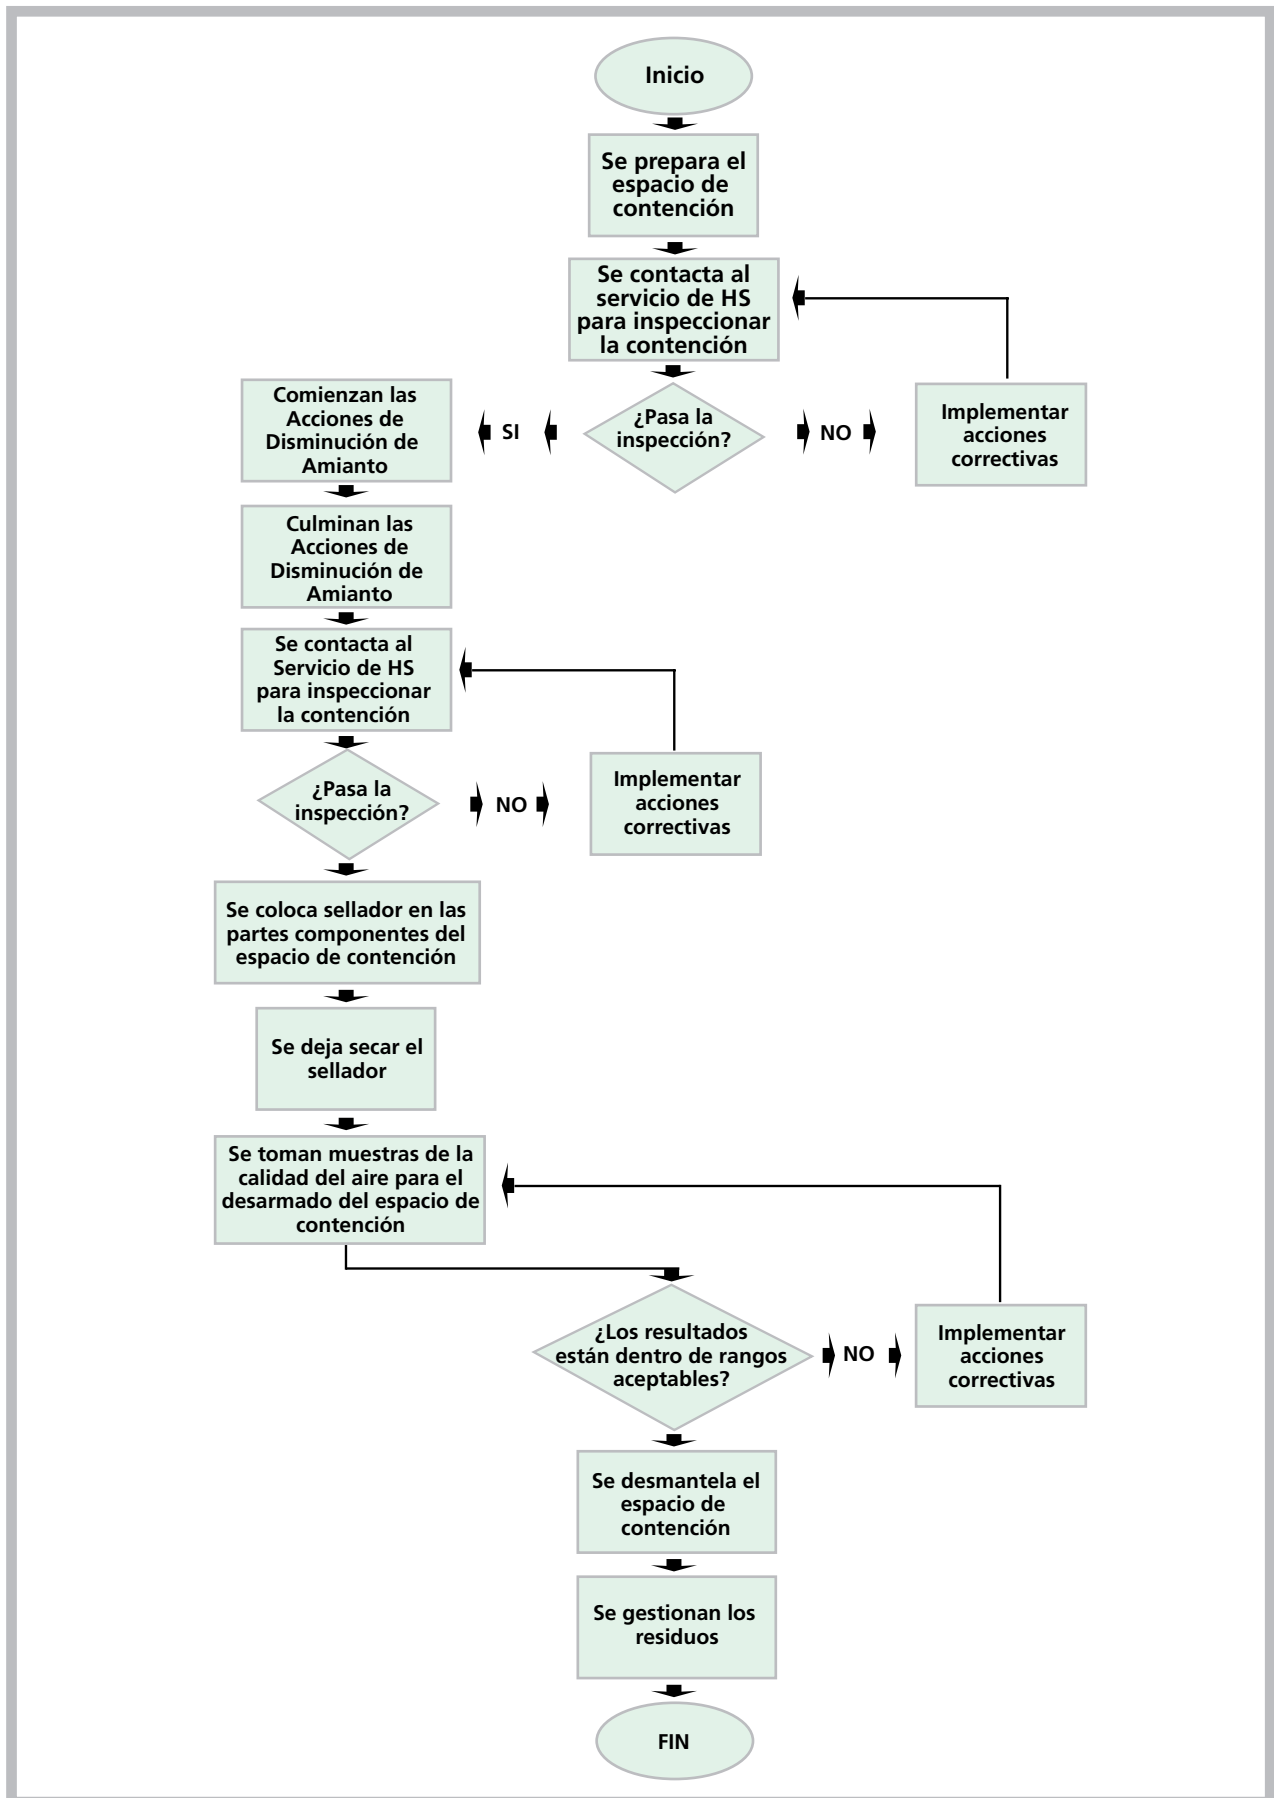 Inicio
Se prepara el
espacio de
contención
Se contacta al
servicio de HS
para inspeccionar
la contención
¿Pasa la
inspección?
NO
Implementar
acciones
correctivas
SI
Comienzan las
Acciones de
Disminución de
Amianto
Culminan las
Acciones de
Disminución de
Amianto
Se contacta al
Servicio de HS
para inspeccionar
la contención
¿Pasa la
inspección?
NO
Implementar
acciones
correctivas
Se coloca sellador en las
partes componentes del
espacio de contención
Se deja secar el
sellador
Se toman muestras de la
calidad del aire para el
desarmado del espacio de
contención
¿Los resultados
están dentro de rangos
aceptables?
NO
Implementar
acciones
correctivas
Se desmantela el
espacio de
contención
Se gestionan los
residuos
FIN